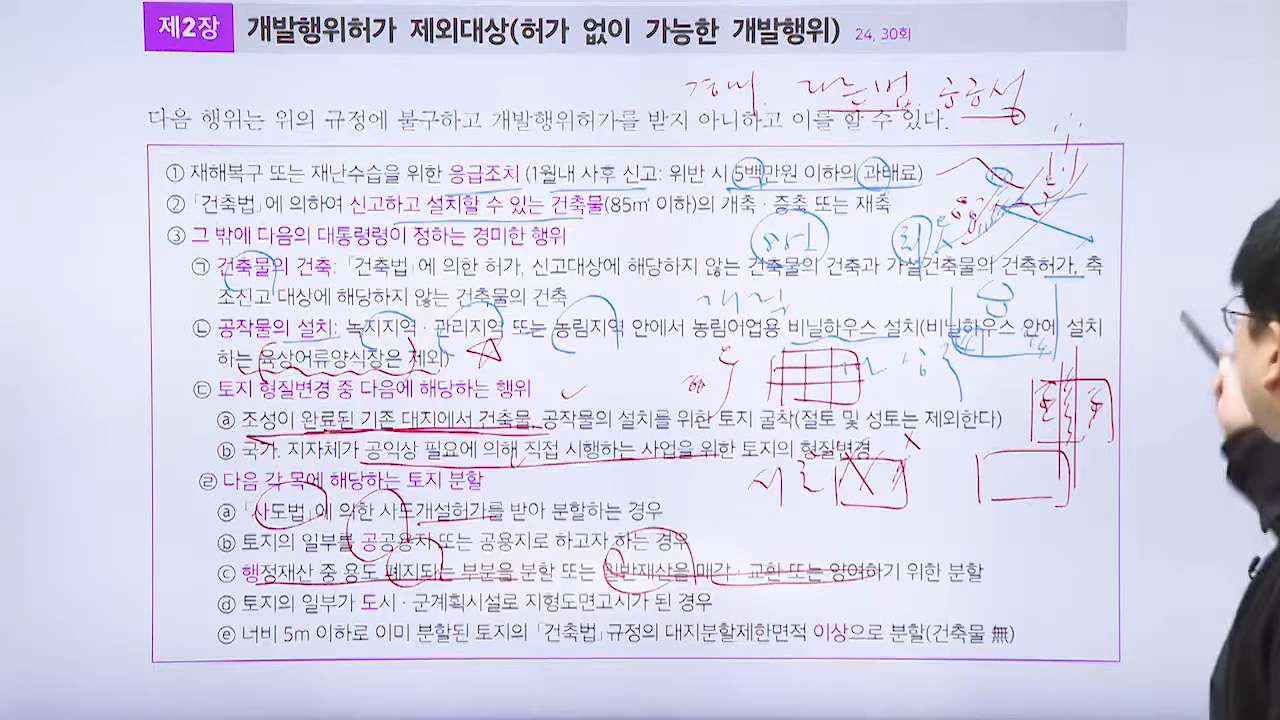 제2장 개발행위허가 제외대상(허가 없이 가능한 개발행위) 24, 30회
경미. 다른법. 공공성
다음 행위는 위의 규정에 불구하고 개발행위허가를 받지 아니하고 이를 할 수 있다.
① 재해복구 또는 재난수습을 위한 응급조치 (1월내 사후 신고: 위반 시 5백만원 이하의 과태료)
② 「건축법」에 의하여 신고하고 설치할 수 있는 건축물(85㎡ 이하)의 개축·증축 또는 재축
③ 그 밖에 다음의 대통령령이 정하는 경미한 행위
㉠ 건축물의 건축: 「건축법」에 의한 허가, 신고대상에 해당하지 않는 건축물의 건축과 가설건축물의 건축허가, 축
조신고 대상에 해당하지 않는 건축물의 건축
㉡ 공작물의 설치: 녹지지역·관리지역 또는 농림지역 안에서 농림어업용 비닐하우스 설치(비닐하우스 안에 설치
하는 육상어류양식장은 제외)
㉢ 토지 형질변경 중 다음에 해당하는 행위
ⓐ 조성이 완료된 기존 대지에서 건축물, 공작물의 설치를 위한 토지 굴착(절토 및 성토는 제외한다)
ⓑ 국가, 지자체가 공익상 필요에 의해 직접 시행하는 사업을 위한 토지의 형질변경
㉣ 다음 각 목에 해당하는 토지 분할
ⓐ 「사도법」에 의한 사도개설허가를 받아 분할하는 경우
ⓑ 토지의 일부를 공공용지 또는 공용지로 하고자 하는 경우
ⓒ 행정재산 중 용도 폐지되는 부분을 분할 또는 일반재산을 매각·교환 또는 양여하기 위한 분할
ⓓ 토지의 일부가 도시·군계획시설로 지형도면고시가 된 경우
ⓔ 너비 5m 이하로 이미 분할된 토지의 「건축법」 규정의 대지분할제한면적 이상으로 분할(건축물 無)